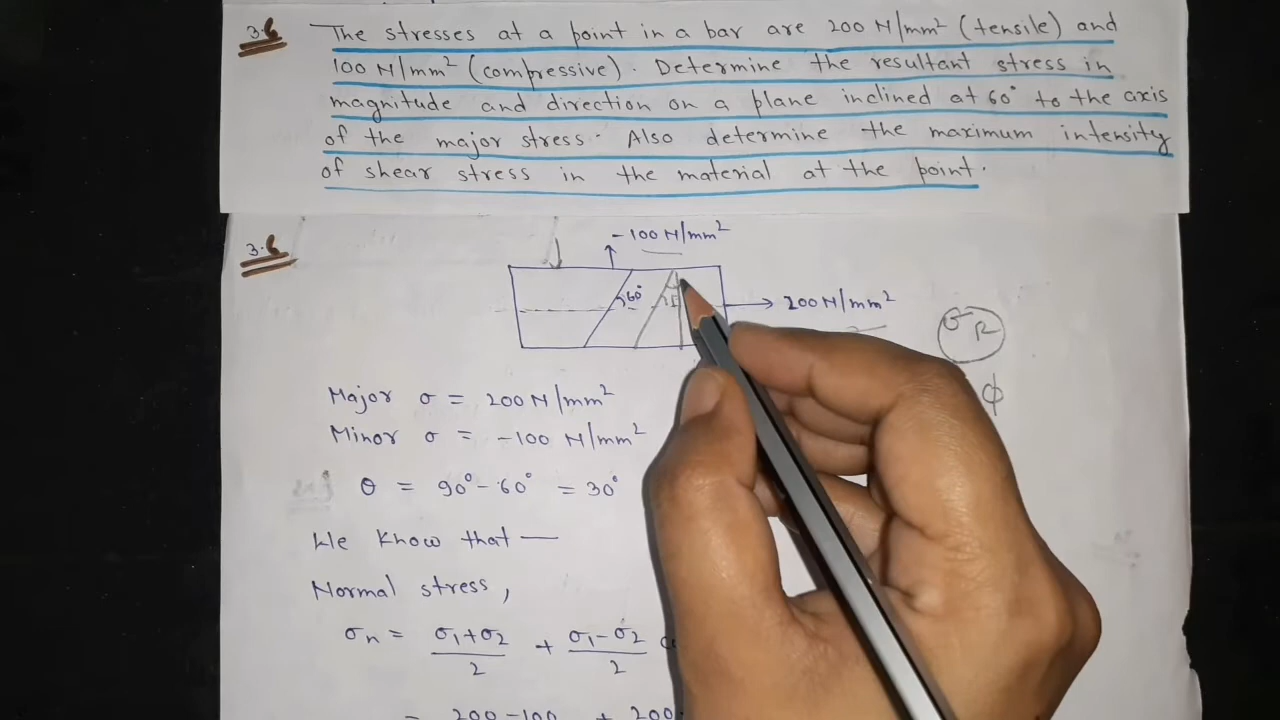 3.6 The stresses at a point in a bar are 200 N/mm² (tensile) and
100 N/mm² (compressive). Determine the resultant stress in
magnitude and direction on a plane inclined at 60° to the axis
of the major stress. Also determine the maximum intensity
of shear stress in the material at the point.
3.6
-100 N/mm²
60°
200 N/mm²
σR
ϕ
Major σ = 200 N/mm²
Minor σ = -100 N/mm²
θ = 90° - 60° = 30°
We know that —
Normal stress,
σn = σ1+σ2/2 + σ1-σ2/2
= 200-100 + 200